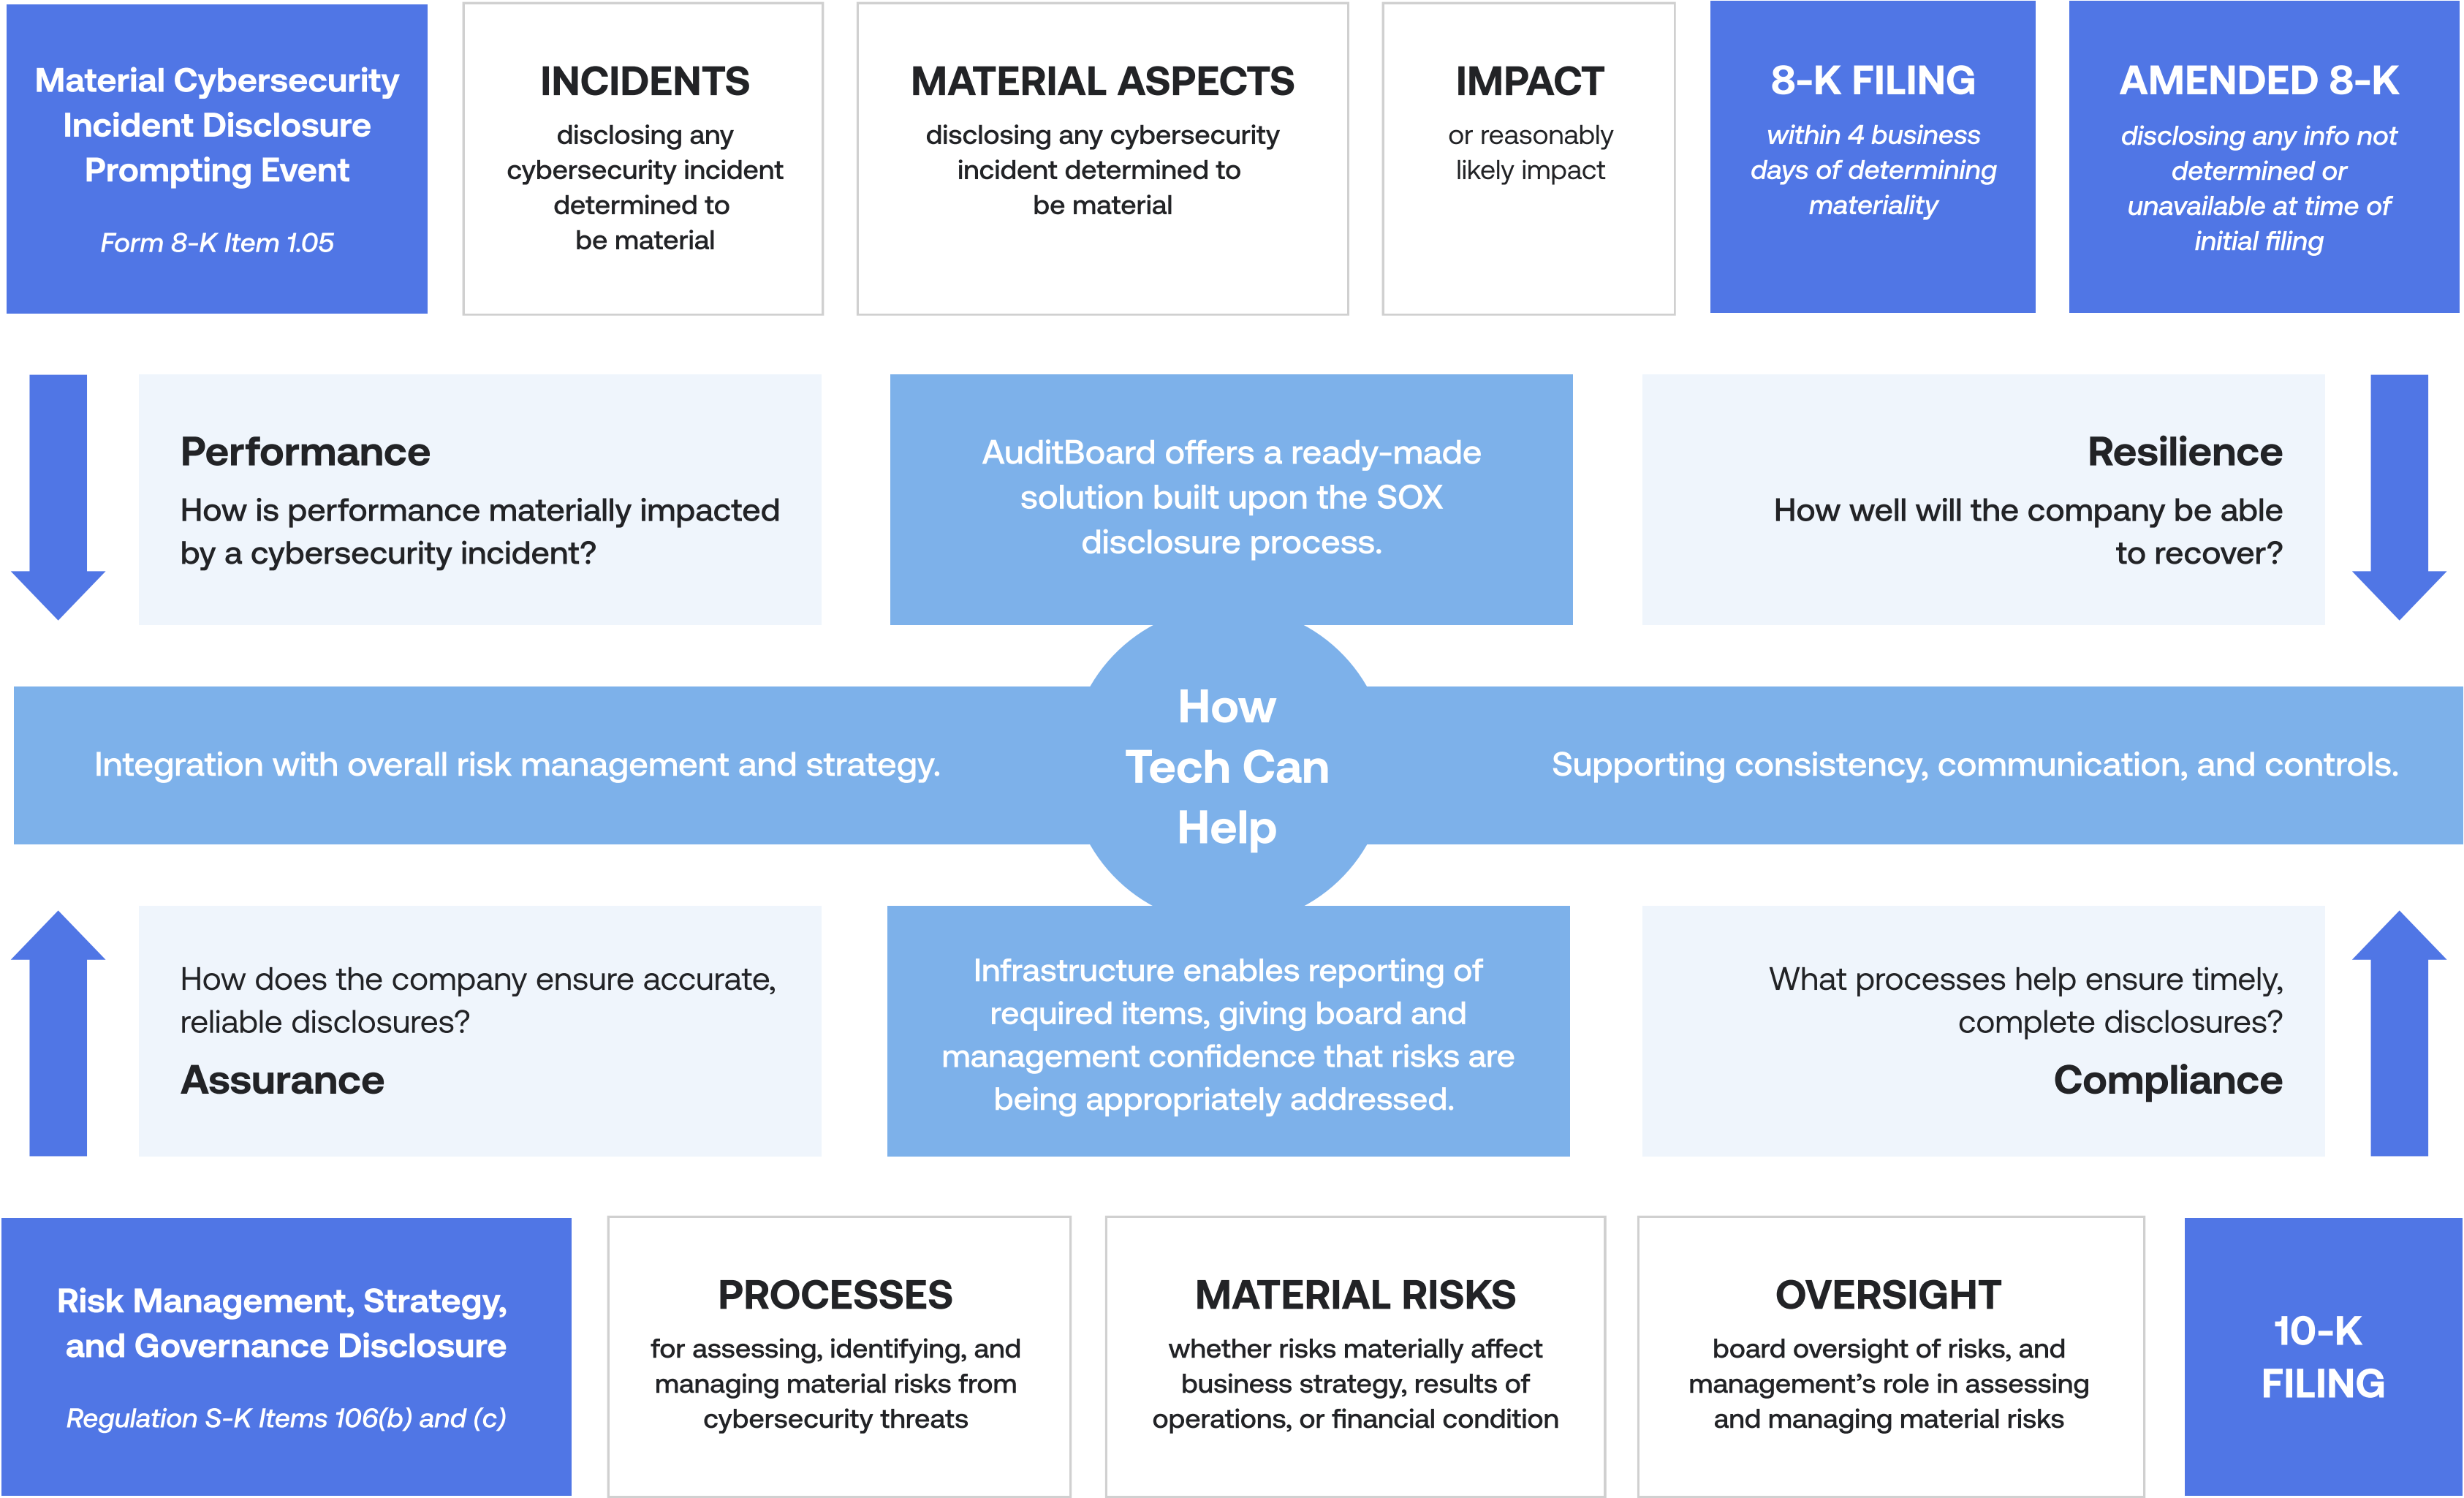 Material Cybersecurity
Incident Disclosure
Prompting Event
Form 8-K Item 1.05
INCIDENTS
disclosing any
cybersecurity incident
determined to
be material
MATERIAL ASPECTS
disclosing any cybersecurity
incident determined to
be material
IMPACT
or reasonably
likely impact
8-K FILING
within 4 business
days of determining
materiality
AMENDED 8-K
disclosing any info not
determined or
unavailable at time of
initial filing
Performance
How is performance materially impacted
by a cybersecurity incident?
AuditBoard offers a ready-made
solution built upon the SOX
disclosure process.
Resilience
How well will the company be able
to recover?
Integration with overall risk management and strategy.
How
Tech Can
Help
Supporting consistency, communication, and controls.
How does the company ensure accurate,
reliable disclosures?
Assurance
Infrastructure enables reporting of
required items, giving board and
management confidence that risks are
being appropriately addressed.
What processes help ensure timely,
complete disclosures?
Compliance
Risk Management, Strategy,
and Governance Disclosure
Regulation S-K Items 106(b) and (c)
PROCESSES
for assessing, identifying, and
managing material risks from
cybersecurity threats
MATERIAL RISKS
whether risks materially affect
business strategy, results of
operations, or financial condition
OVERSIGHT
board oversight of risks, and
management’s role in assessing
and managing material risks
10-K
FILING